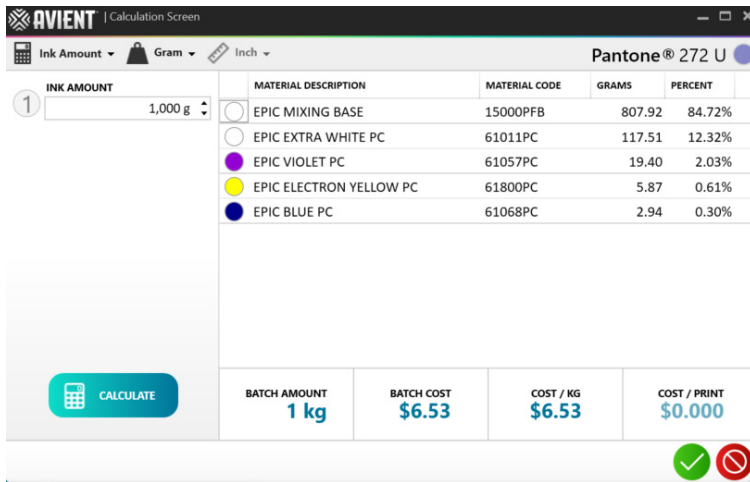 AVIENT | Calculation Screen
Ink Amount Gram Inch Pantone® 272 U
INK AMOUNT
1
1,000 g
MATERIAL DESCRIPTION MATERIAL CODE GRAMS PERCENT
EPIC MIXING BASE 15000PFB 807.92 84.72%
EPIC EXTRA WHITE PC 61011PC 117.51 12.32%
EPIC VIOLET PC 61057PC 19.40 2.03%
EPIC ELECTRON YELLOW PC 61800PC 5.87 0.61%
EPIC BLUE PC 61068PC 2.94 0.30%
CALCULATE
BATCH AMOUNT BATCH COST COST / KG COST / PRINT
1 kg $6.53 $6.53 $0.000